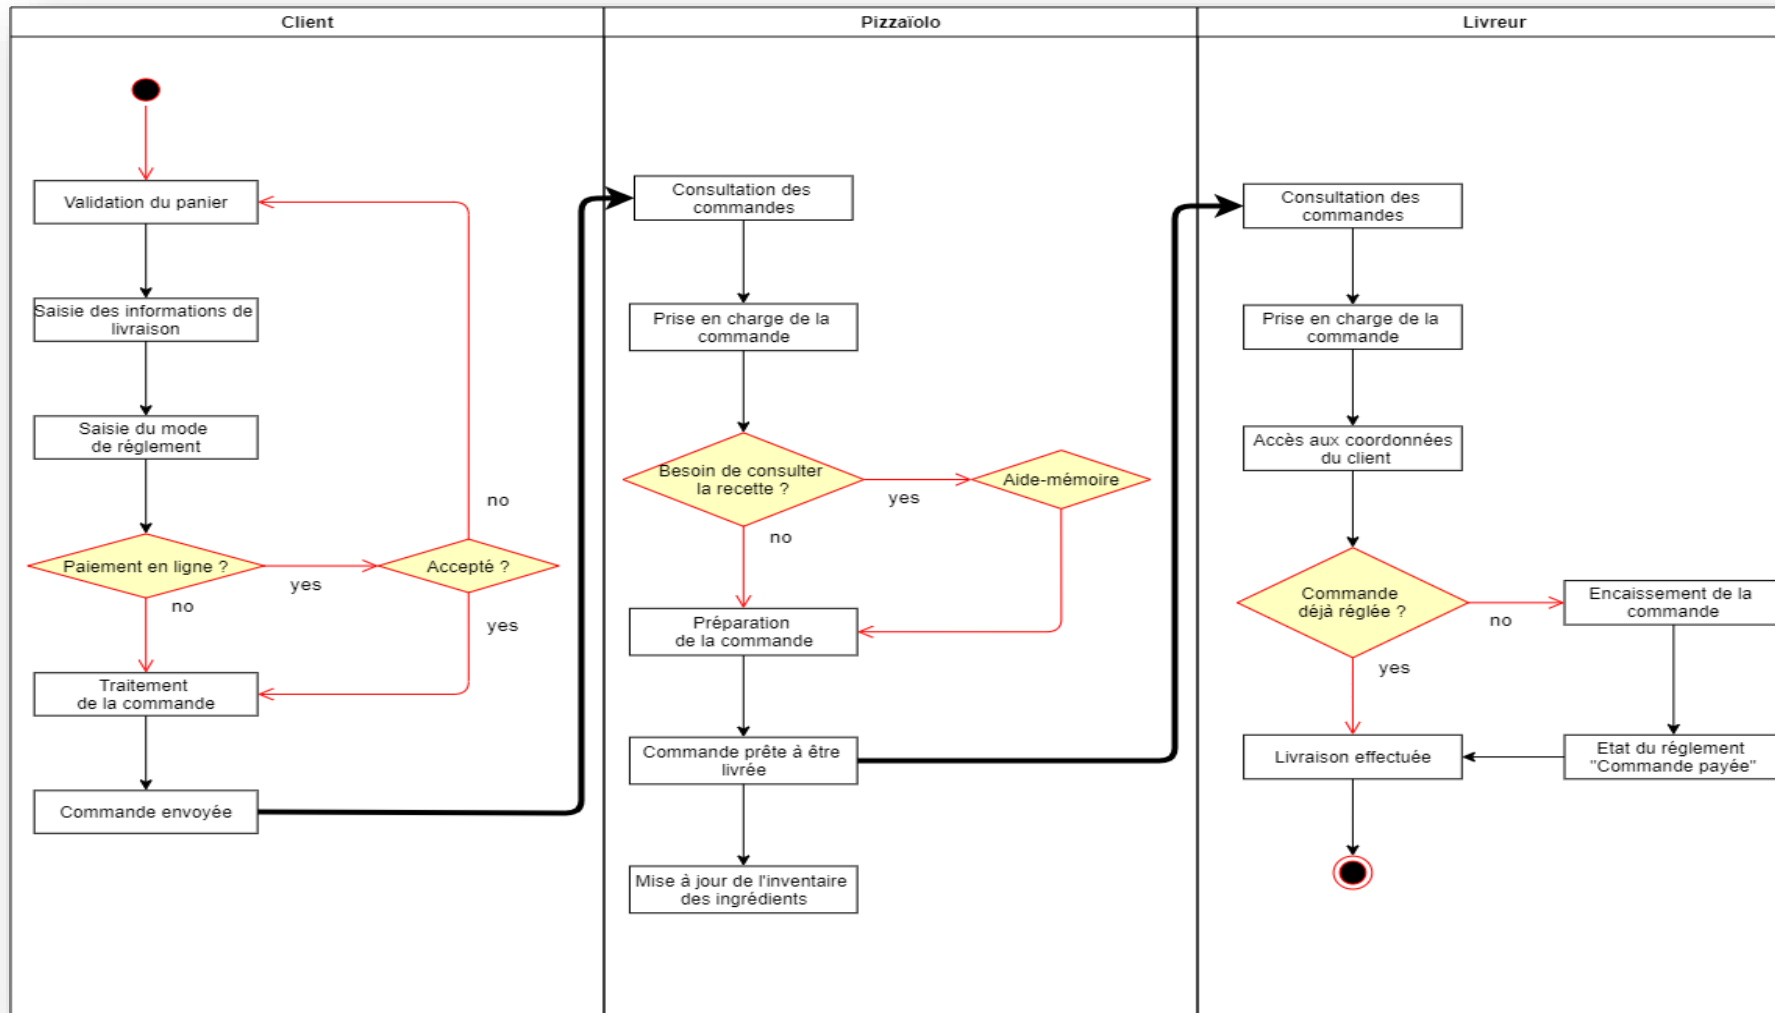 Client
Pizzaïolo
Livreur
Validation du panier
Saisie des informations de
livraison
Saisie du mode
de réglement
no
Paiement en ligne ?
yes
Accepté ?
no
yes
Traitement
de la commande
Commande envoyée
Consultation des
commandes
Prise en charge de la
commande
Besoin de consulter
la recette ?
yes
Aide-mémoire
no
Préparation
de la commande
Commande prête à être
livrée
Mise à jour de l'inventaire
des ingrédients
Consultation des
commandes
Prise en charge de la
commande
Accès aux coordonnées
du client
Commande
déjà réglée ?
no
Encaissement de la
commande
yes
Livraison effectuée
Etat du réglement
"Commande payée"